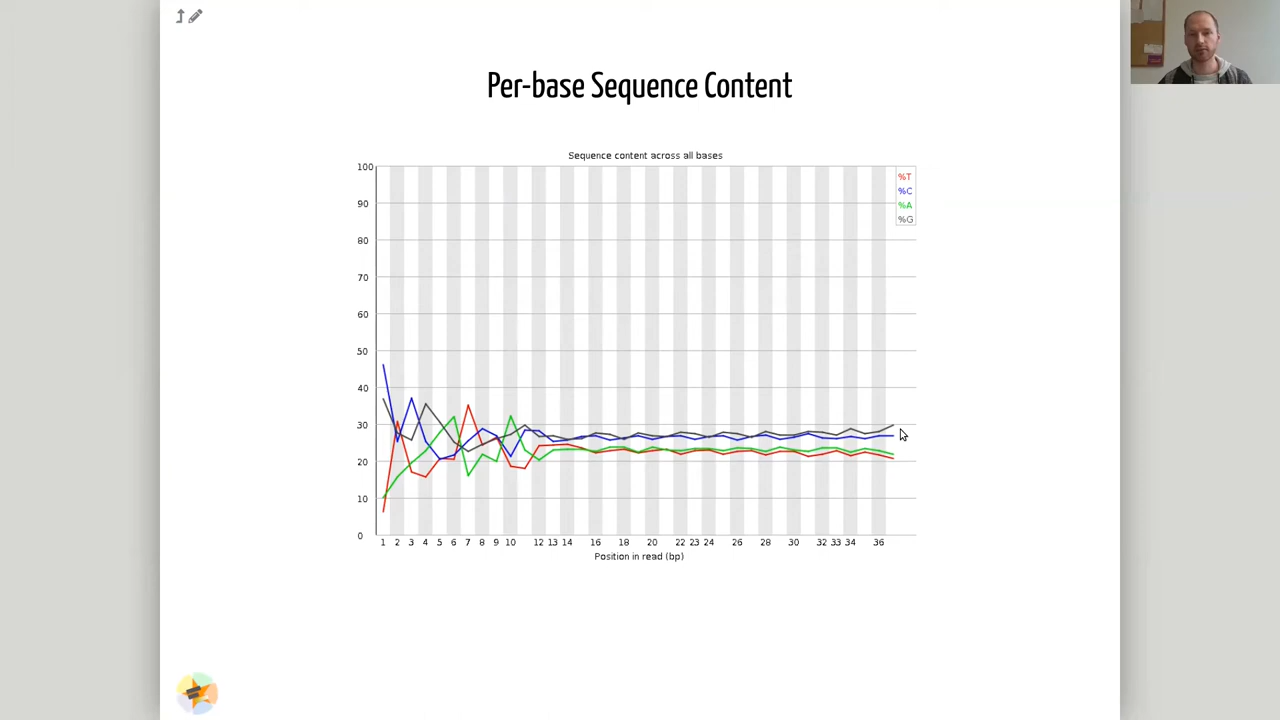 Per-base Sequence Content
Sequence content across all bases
100
90
80
70
60
50
40
30
20
10
0
%T
%C
%A
%G
1 2 3 4 5 6 7 8 9 10 12 13 14 16 18 20 22 23 24 26 28 30 32 33 34 36
Position in read (bp)